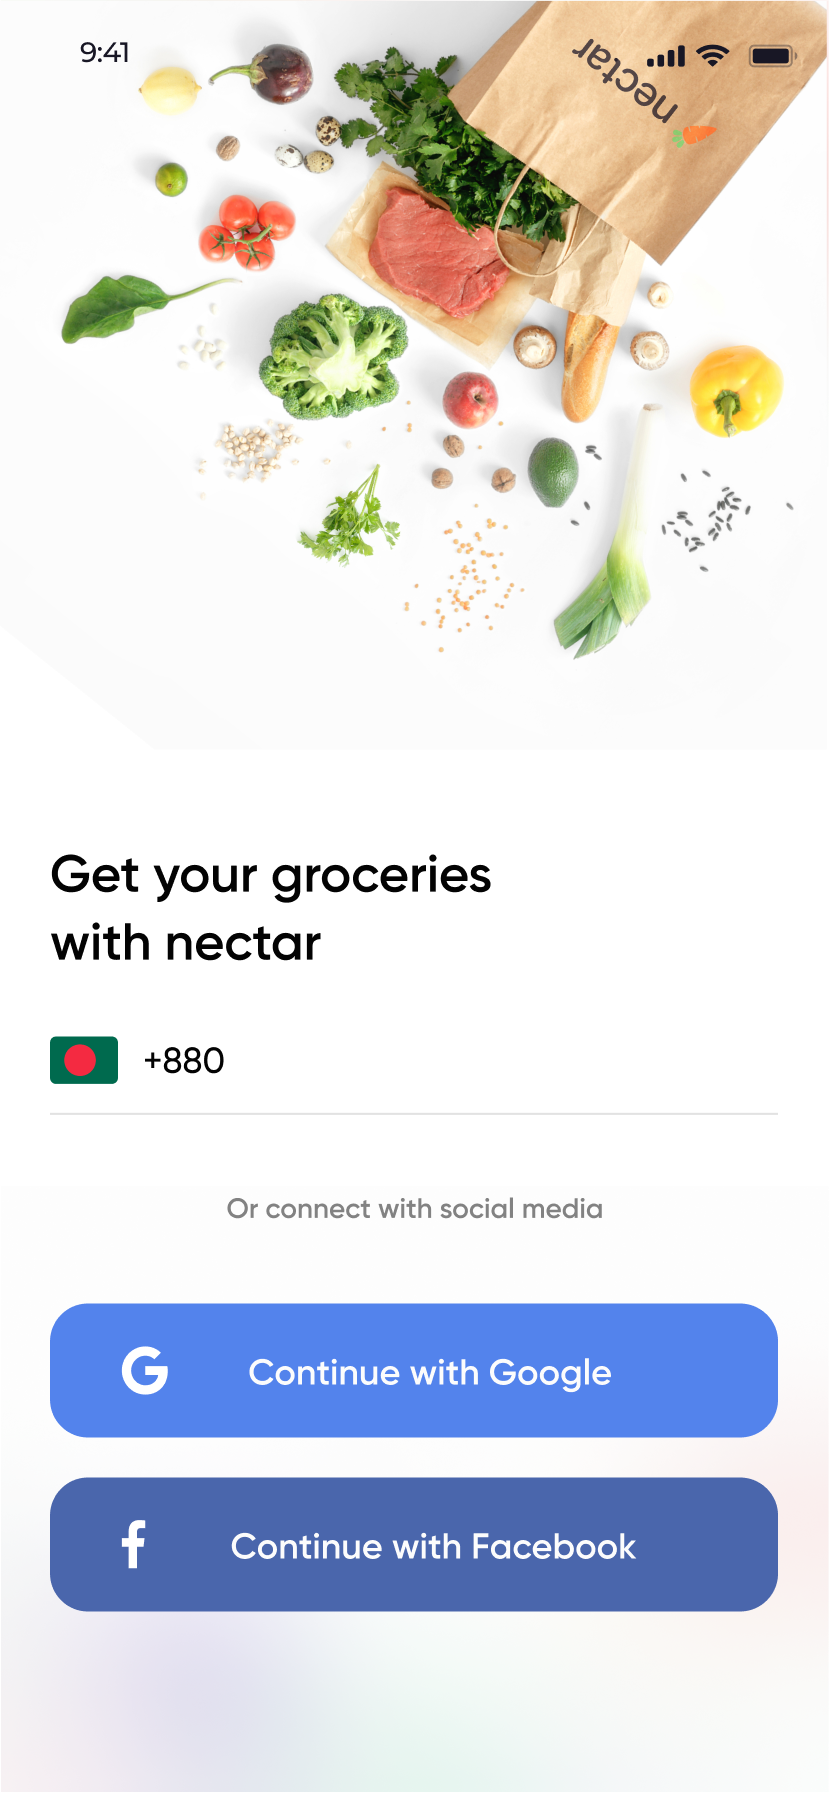 9:41
nectar
Get your groceries
with nectar
+880
Or connect with social media
G Continue with Google
f Continue with Facebook